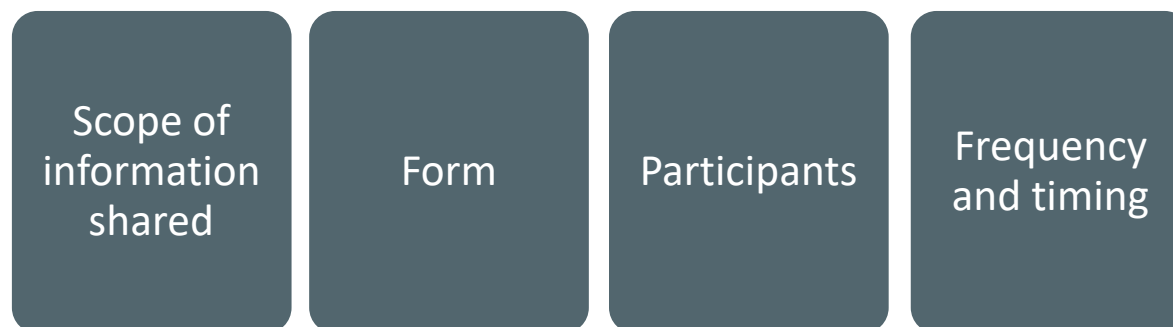 Scope of
information
shared
Form
Participants
Frequency
and timing